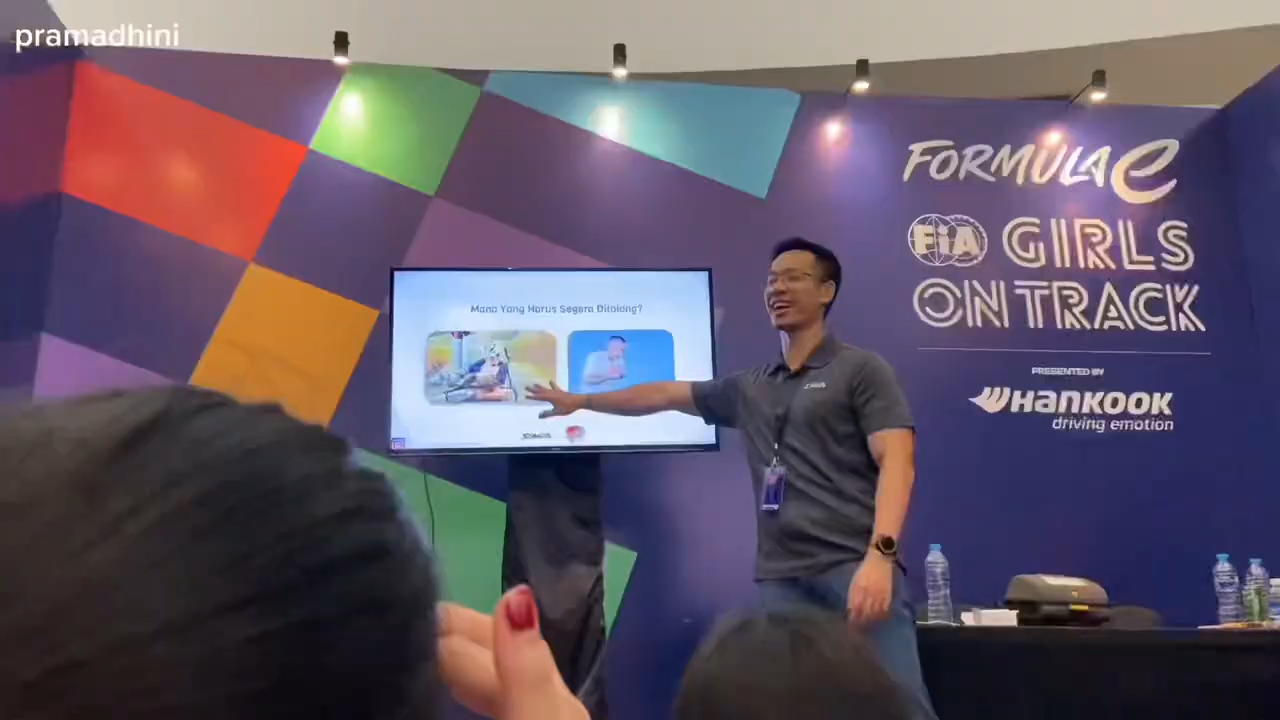 pramadhini
FORMULA E
FIA GIRLS
ON TRACK
PRESENTED BY
HANKOOK
driving emotion
Mana Yang Harus Segera Ditolong?